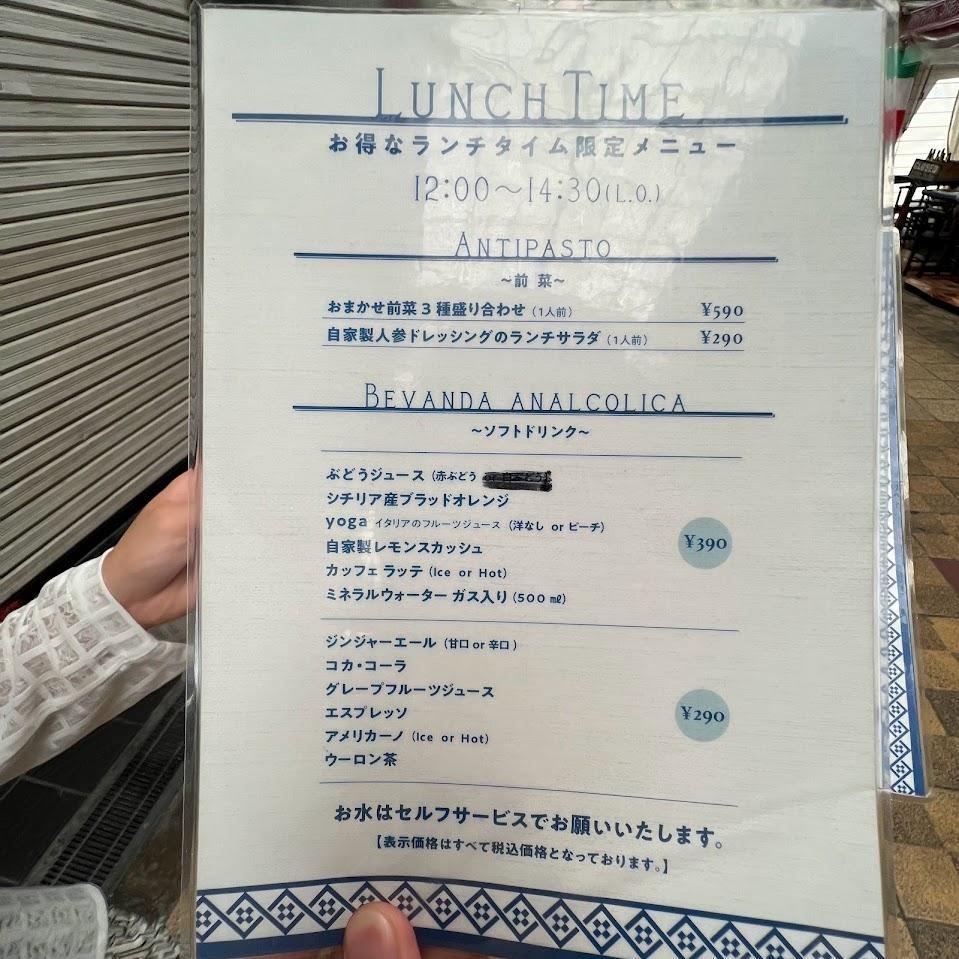 LUNCH TIME
お得なランチタイム限定メニュー
12:00～14:30(L.O.)
ANTIPASTO
～前 菜～
おまかせ前菜3種盛り合わせ（1人前） ¥590
自家製人参ドレッシングのランチサラダ（1人前） ¥290
BEVANDA ANALCOLICA
～ソフトドリンク～
ぶどうジュース（赤ぶどう
シチリア産ブラッドオレンジ
yoga イタリアのフルーツジュース（洋なし or ピーチ）
自家製レモンスカッシュ
カッフェ ラッテ（Ice or Hot）
ミネラルウォーター ガス入り（500 ㎖）
¥390
ジンジャーエール（甘口 or 辛口）
コカ・コーラ
グレープフルーツジュース
エスプレッソ
アメリカーノ（Ice or Hot）
ウーロン茶
¥290
お水はセルフサービスでお願いいたします。
【表示価格はすべて税込価格となっております。】